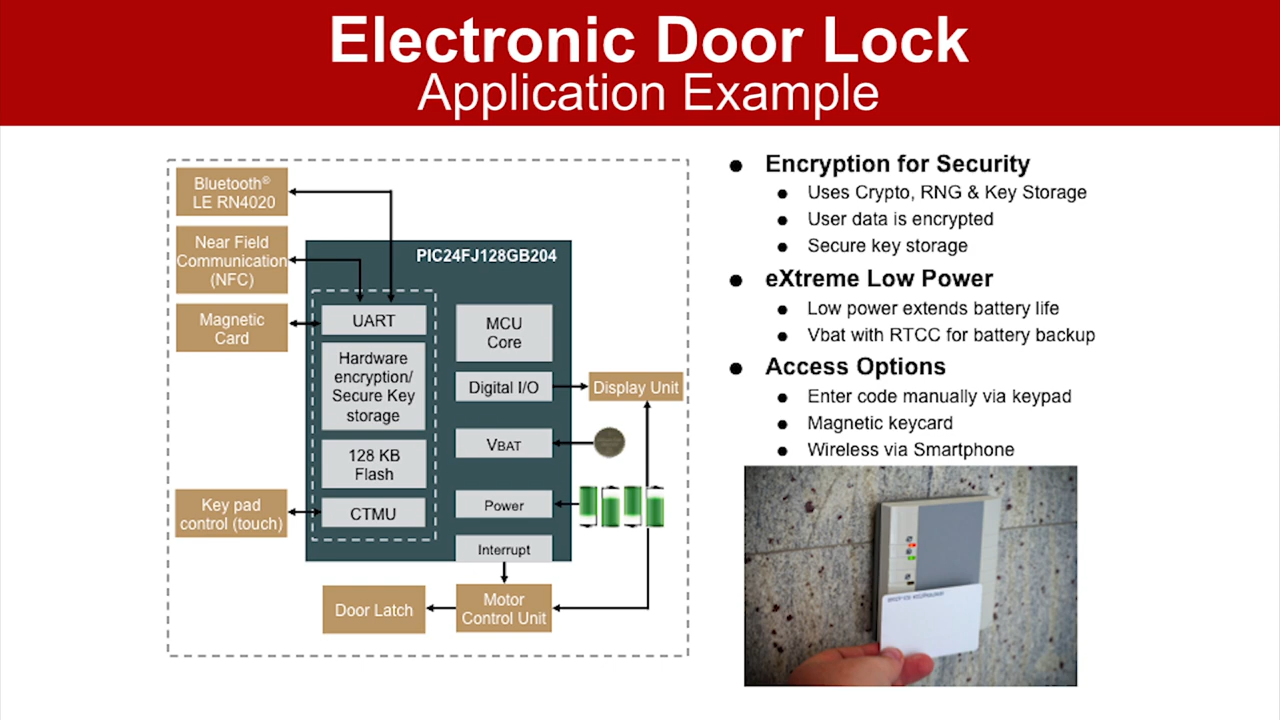 Electronic Door Lock
Application Example
Bluetooth®
LE RN4020
Near Field
Communication
(NFC)
Magnetic
Card
Key pad
control (touch)
PIC24FJ128GB204
UART
Hardware
encryption/
Secure Key
storage
128 KB
Flash
CTMU
MCU
Core
Digital I/O
VBAT
Power
Interrupt
Display Unit
Door Latch
Motor
Control Unit
● Encryption for Security
● Uses Crypto, RNG & Key Storage
● User data is encrypted
● Secure key storage
● eXtreme Low Power
● Low power extends battery life
● Vbat with RTCC for battery backup
● Access Options
● Enter code manually via keypad
● Magnetic keycard
● Wireless via Smartphone